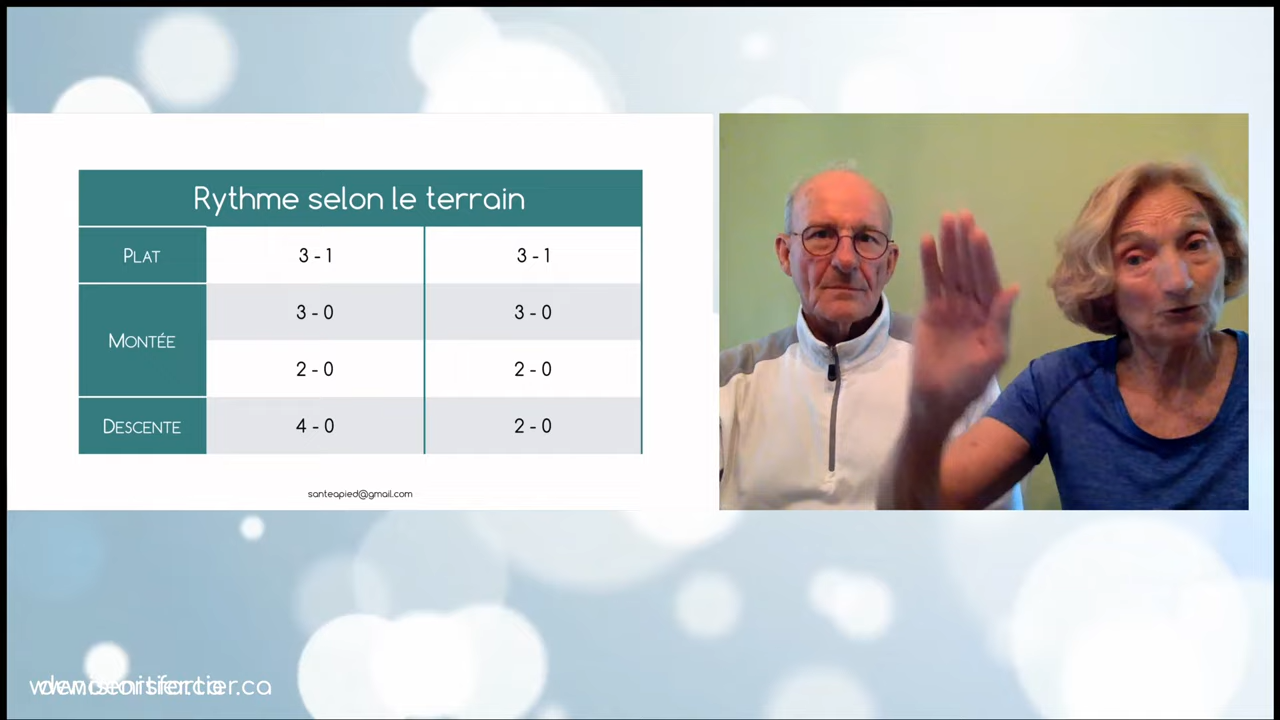 Rythme selon le terrain
PLAT 3 - 1 3 - 1
MONTÉE 3 - 0 3 - 0
2 - 0 2 - 0
DESCENTE 4 - 0 2 - 0
santeapied@gmail.com